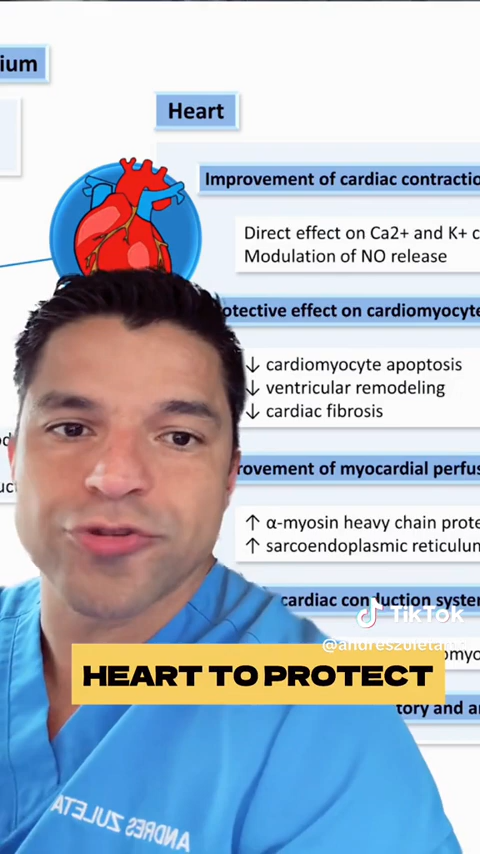 ium
Heart
Improvement of cardiac contractio
Direct effect on Ca2+ and K+ c
Modulation of NO release
otective effect on cardiomyocyte
↓ cardiomyocyte apoptosis
↓ ventricular remodeling
↓ cardiac fibrosis
rovement of myocardial perfus
↑ α-myosin heavy chain prote
↑ sarcoendoplasmic reticulum
cardiac conduction system
TikTok
HEART TO PROTECT
tory and a
ANDRES ZULETA